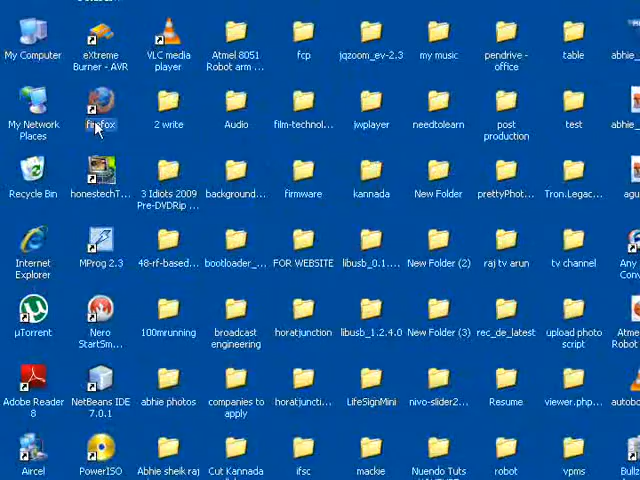 My Computer
eXtreme
Burner - AVR
VLC media
player
Atmel 8051
Robot arm ...
fcp
jqzoom_ev-2.3
my music
pendrive -
office
table
abhie_
My Network
Places
firefox
2 write
Audio
film-technol...
jwplayer
needtolearn
post
production
test
abhie_
Recycle Bin
honestechT...
3 Idiots 2009
Pre-DVDRip ...
background...
firmware
kannada
New Folder
prettyPhot...
Tron.Legac...
agu
Internet
Explorer
MProg 2.3
48-rf-based...
bootloader_...
FOR WEBSITE
libusb_0.1....
New Folder (2)
raj tv arun
tv channel
Any
Con
µTorrent
Nero
StartSm...
100mrunning
broadcast
engineering
horatjunction
libusb_1.2.4.0
New Folder (3)
rec_de_latest
upload photo
script
Atme
Robot
Adobe Reader
8
NetBeans IDE
7.0.1
abhie photos
companies to
apply
horatjuncti...
LifeSignMini
nivo-slider2...
Resume
viewer.php...
autobo
Aircel
PowerISO
Abhie sheik raj
Cut Kannada
ifsc
mackie
Nuendo Tuts
robot
vpms
Bullz